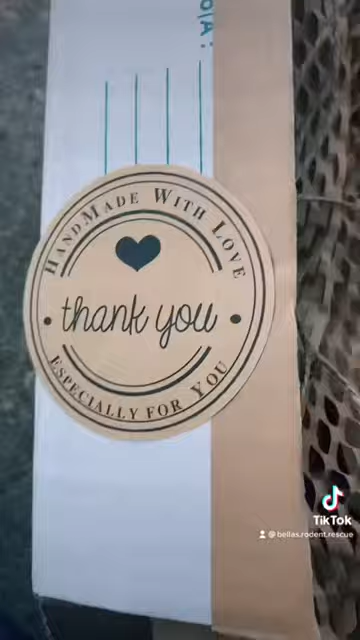 HANDMADE WITH LOVE
thank you
ESPECIALLY FOR YOU
TikTok
@bellas.rodent.rescue